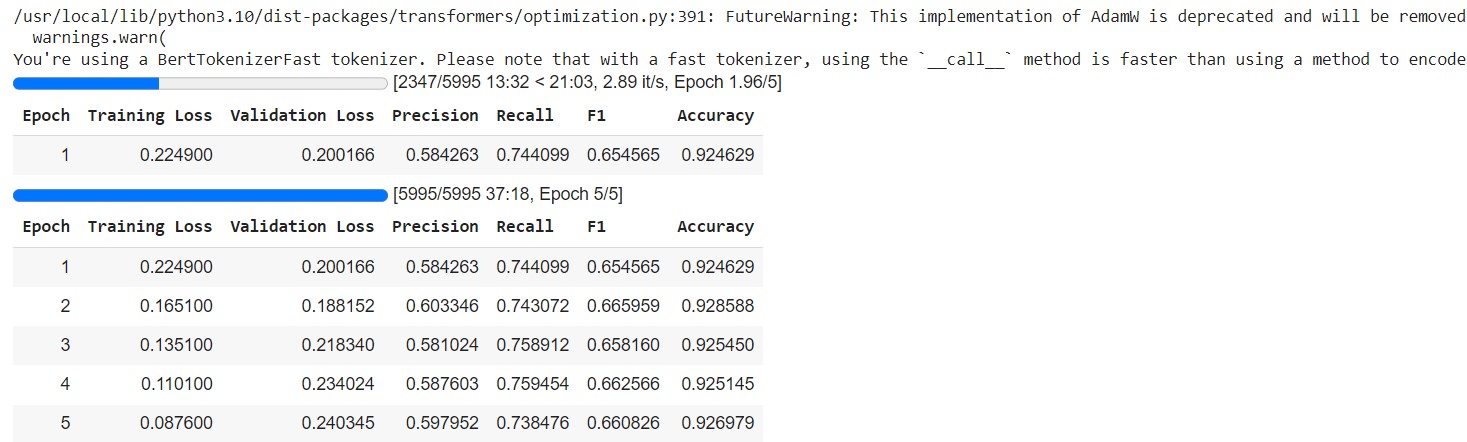 /usr/local/lib/python3.10/dist-packages/transformers/optimization.py:391: FutureWarning: This implementation of AdamW is deprecated and will be removed
  warnings.warn(
You're using a BertTokenizerFast tokenizer. Please note that with a fast tokenizer, using the `__call__` method is faster than using a method to encode
[2347/5995 13:32 < 21:03, 2.89 it/s, Epoch 1.96/5]
Epoch Training Loss Validation Loss Precision Recall F1 Accuracy
1 0.224900 0.200166 0.584263 0.744099 0.654565 0.924629
[5995/5995 37:18, Epoch 5/5]
Epoch Training Loss Validation Loss Precision Recall F1 Accuracy
1 0.224900 0.200166 0.584263 0.744099 0.654565 0.924629
2 0.165100 0.188152 0.603346 0.743072 0.665959 0.928588
3 0.135100 0.218340 0.581024 0.758912 0.658160 0.925450
4 0.110100 0.234024 0.587603 0.759454 0.662566 0.925145
5 0.087600 0.240345 0.597952 0.738476 0.660826 0.926979